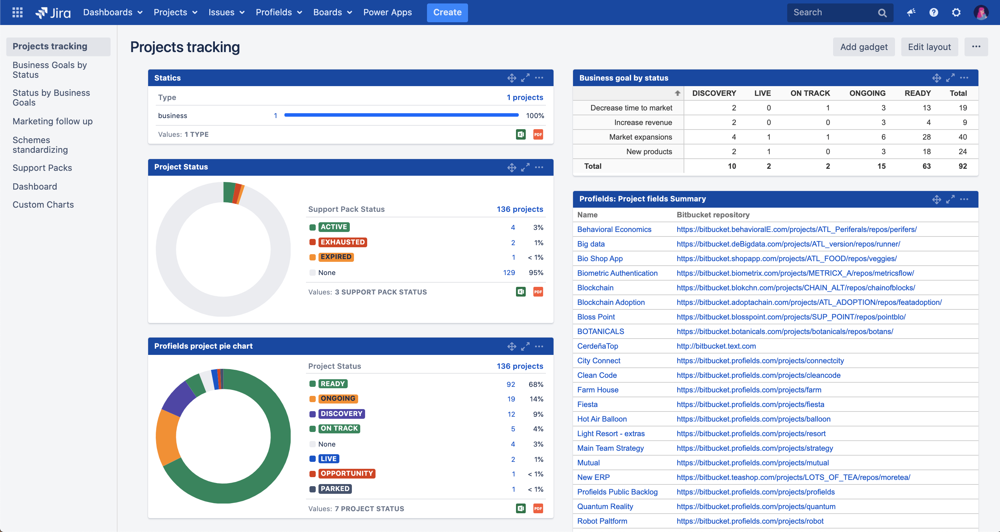 Jira Dashboards Projects Issues Profields Boards Power Apps Create Search
Projects tracking
Business Goals by
Status
Status by Business
Goals
Marketing follow up
Schemes
standardizing
Support Packs
Dashboard
Custom Charts
Projects tracking
Add gadget Edit layout
Statics
Type 1 projects
business 1 100%
Values: 1 TYPE PDF
Project Status
Support Pack Status 136 projects
ACTIVE 4 3%
EXHAUSTED 2 1%
EXPIRED 1 < 1%
None 129 95%
Values: 3 SUPPORT PACK STATUS PDF
Profields project pie chart
Project Status 136 projects
READY 92 68%
ONGOING 19 14%
DISCOVERY 12 9%
ON TRACK 5 4%
None 4 3%
LIVE 2 1%
OPPORTUNITY 1 < 1%
PARKED 1 < 1%
Values: 7 PROJECT STATUS PDF
Business goal by status
DISCOVERY LIVE ON TRACK ONGOING READY Total
Decrease time to market 2 0 1 3 13 19
Increase revenue 2 0 0 3 4 9
Market expansions 4 1 1 6 28 40
New products 2 1 0 3 18 24
Total 10 2 2 15 63 92
Profields: Project fields Summary
Name Bitbucket repository
Behavioral Economics https://bitbucket.behavioralE.com/projects/ATL_Periferals/repos/perifers/
Big data https://bitbucket.deBigdata.com/projects/ATL_version/repos/runner/
Bio Shop App https://bitbucket.shopapp.com/projects/ATL_FOOD/repos/veggies/
Biometric Authentication https://bitbucket.biometrix.com/projects/METRICX_A/repos/metricsflow/
Blockchain https://bitbucket.blokchn.com/projects/CHAIN_ALT/repos/chainofblocks/
Blockchain Adoption https://bitbucket.adoptachain.com/projects/ATL_ADOPTION/repos/featadoption/
Bloss Point https://bitbucket.blosspoint.com/projects/SUP_POINT/repos/pointblo/
BOTANICALS https://bitbucket.botanicals.com/projects/botanicals/repos/botans/
CerdeñaTop http://bitbucket.text.com
City Connect https://bitbucket.profields.com/projects/connectcity
Clean Code https://bitbucket.profields.com/projects/cleancode
Farm House https://bitbucket.profields.com/projects/farm
Fiesta https://bitbucket.profields.com/projects/fiesta
Hot Air Balloon https://bitbucket.profields.com/projects/balloon
Light Resort - extras https://bitbucket.profields.com/projects/resort
Main Team Strategy https://bitbucket.profields.com/projects/strategy
Mutual https://bitbucket.profields.com/projects/mutual
New ERP https://bitbucket.teashop.com/projects/LOTS_OF_TEA/repos/moretea/
Profields Public Backlog https://bitbucket.profields.com/projects/profields
Quantum Reality https://bitbucket.profields.com/projects/quantum
Robot Paltform https://bitbucket.profields.com/projects/robot